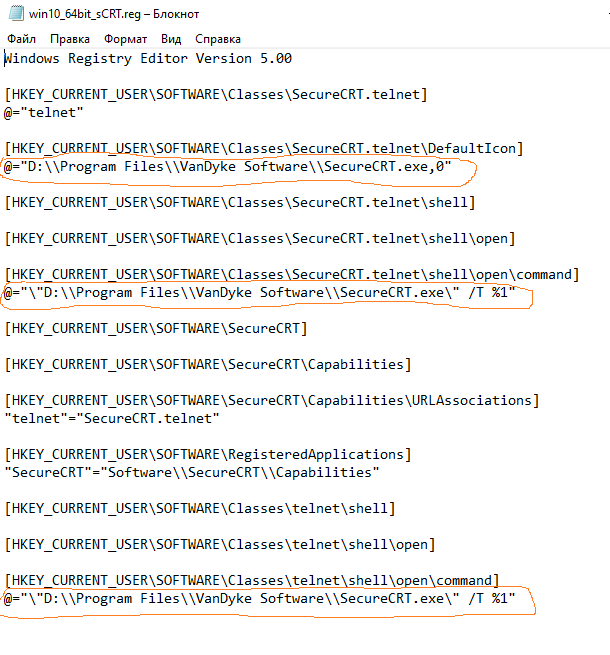 win10_64bit_sCRT.reg – Блокнот
Файл Правка Формат Вид Справка
Windows Registry Editor Version 5.00
[HKEY_CURRENT_USER\SOFTWARE\Classes\SecureCRT.telnet]
@="telnet"
[HKEY_CURRENT_USER\SOFTWARE\Classes\SecureCRT.telnet\DefaultIcon]
@="D:\\Program Files\\VanDyke Software\\SecureCRT.exe,0"
[HKEY_CURRENT_USER\SOFTWARE\Classes\SecureCRT.telnet\shell]
[HKEY_CURRENT_USER\SOFTWARE\Classes\SecureCRT.telnet\shell\open]
[HKEY_CURRENT_USER\SOFTWARE\Classes\SecureCRT.telnet\shell\open\command]
@="\"D:\\Program Files\\VanDyke Software\\SecureCRT.exe\" /T %1"
[HKEY_CURRENT_USER\SOFTWARE\SecureCRT]
[HKEY_CURRENT_USER\SOFTWARE\SecureCRT\Capabilities]
[HKEY_CURRENT_USER\SOFTWARE\SecureCRT\Capabilities\URLAssociations]
"telnet"="SecureCRT.telnet"
[HKEY_CURRENT_USER\SOFTWARE\RegisteredApplications]
"SecureCRT"="Software\\SecureCRT\\Capabilities"
[HKEY_CURRENT_USER\SOFTWARE\Classes\telnet\shell]
[HKEY_CURRENT_USER\SOFTWARE\Classes\telnet\shell\open]
[HKEY_CURRENT_USER\SOFTWARE\Classes\telnet\shell\open\command]
@="\"D:\\Program Files\\VanDyke Software\\SecureCRT.exe\" /T %1"